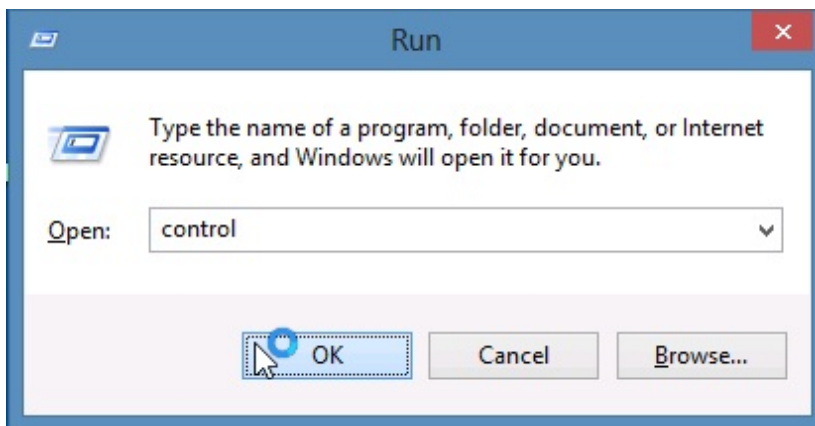 Run
Type the name of a program, folder, document, or Internet
resource, and Windows will open it for you.
Open: control
OK Cancel Browse...